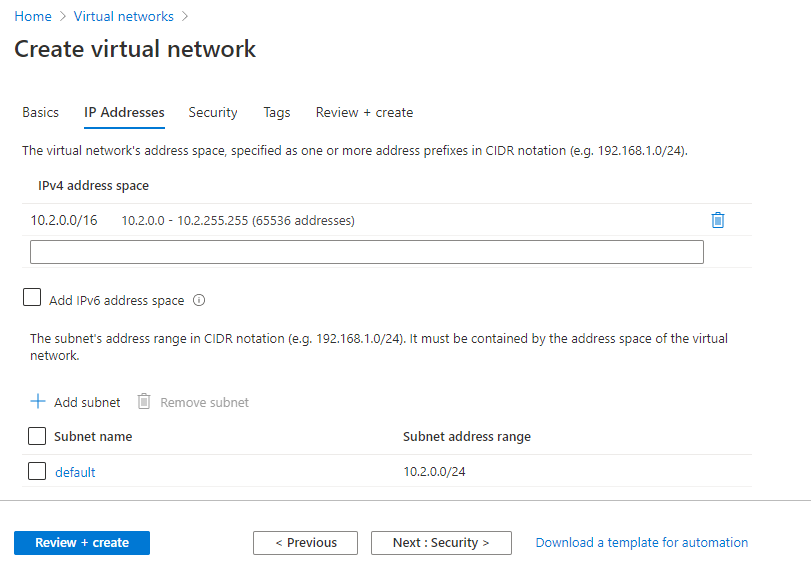 Home > Virtual networks >
Create virtual network
Basics IP Addresses Security Tags Review + create
The virtual network's address space, specified as one or more address prefixes in CIDR notation (e.g. 192.168.1.0/24).
IPv4 address space
10.2.0.0/16 10.2.0.0 - 10.2.255.255 (65536 addresses)
Add IPv6 address space
The subnet's address range in CIDR notation (e.g. 192.168.1.0/24). It must be contained by the address space of the virtual
network.
Add subnet Remove subnet
Subnet name Subnet address range
default 10.2.0.0/24
Review + create < Previous Next : Security > Download a template for automation